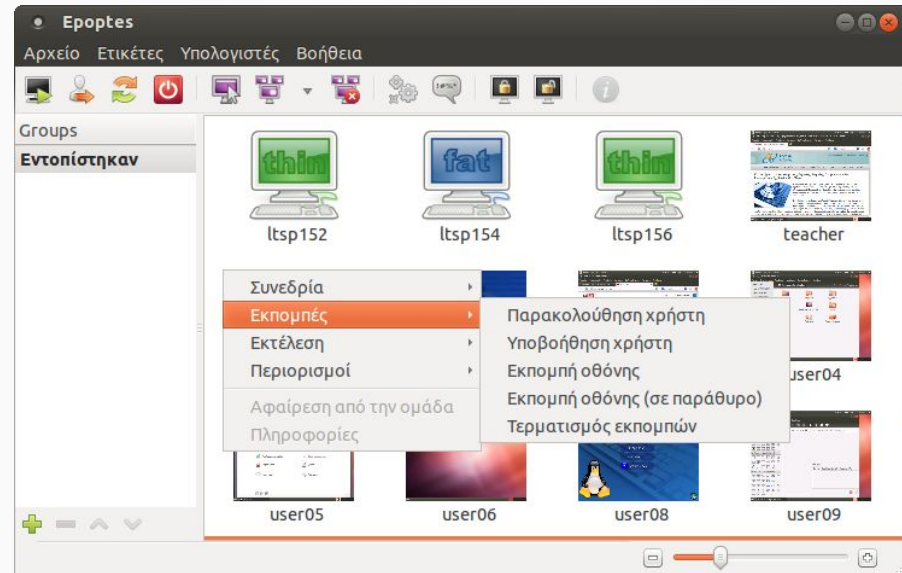 Epoptes
Αρχείο Ετικέτες Υπολογιστές Βοήθεια
Groups
Εντοπίστηκαν
thin
fat
thin
ltsp152
ltsp154
ltsp156
teacher
Συνεδρία
Εκπομπές
Εκτέλεση
Περιορισμοί
Αφαίρεση από την ομάδα
Πληροφορίες
Παρακολούθηση χρήστη
Υποβοήθηση χρήστη
Εκπομπή οθόνης
Εκπομπή οθόνης (σε παράθυρο)
Τερματισμός εκπομπών
user04
user05
user06
user08
user09